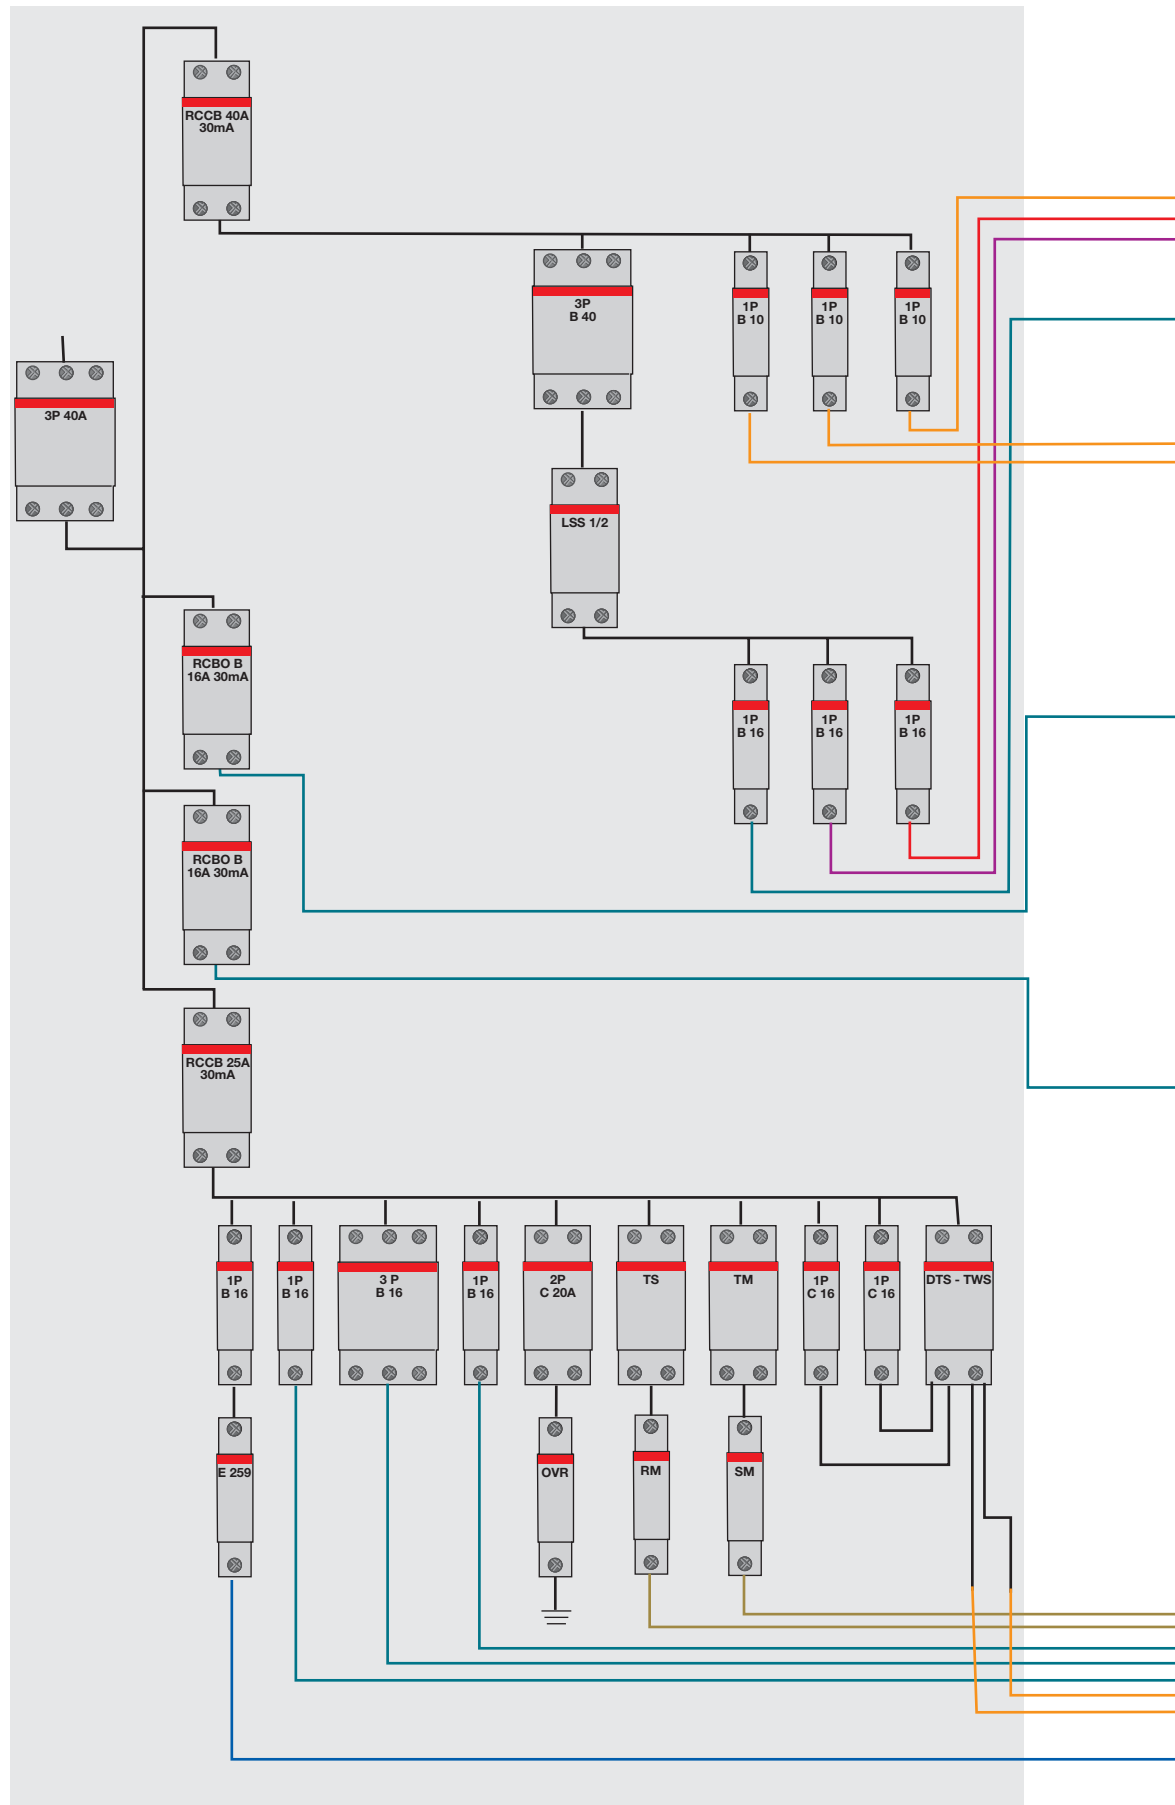 RCCB 40A
30mA
3P
B 40
1P
B 10
1P
B 10
1P
B 10
3P 40A
LSS 1/2
RCBO B
16A 30mA
1P
B 16
1P
B 16
1P
B 16
RCBO B
16A 30mA
RCCB 25A
30mA
1P
B 16
1P
B 16
3 P
B 16
1P
B 16
2P
C 20A
TS
TM
1P
C 16
1P
C 16
DTS - TWS
E 259
OVR
RM
SM